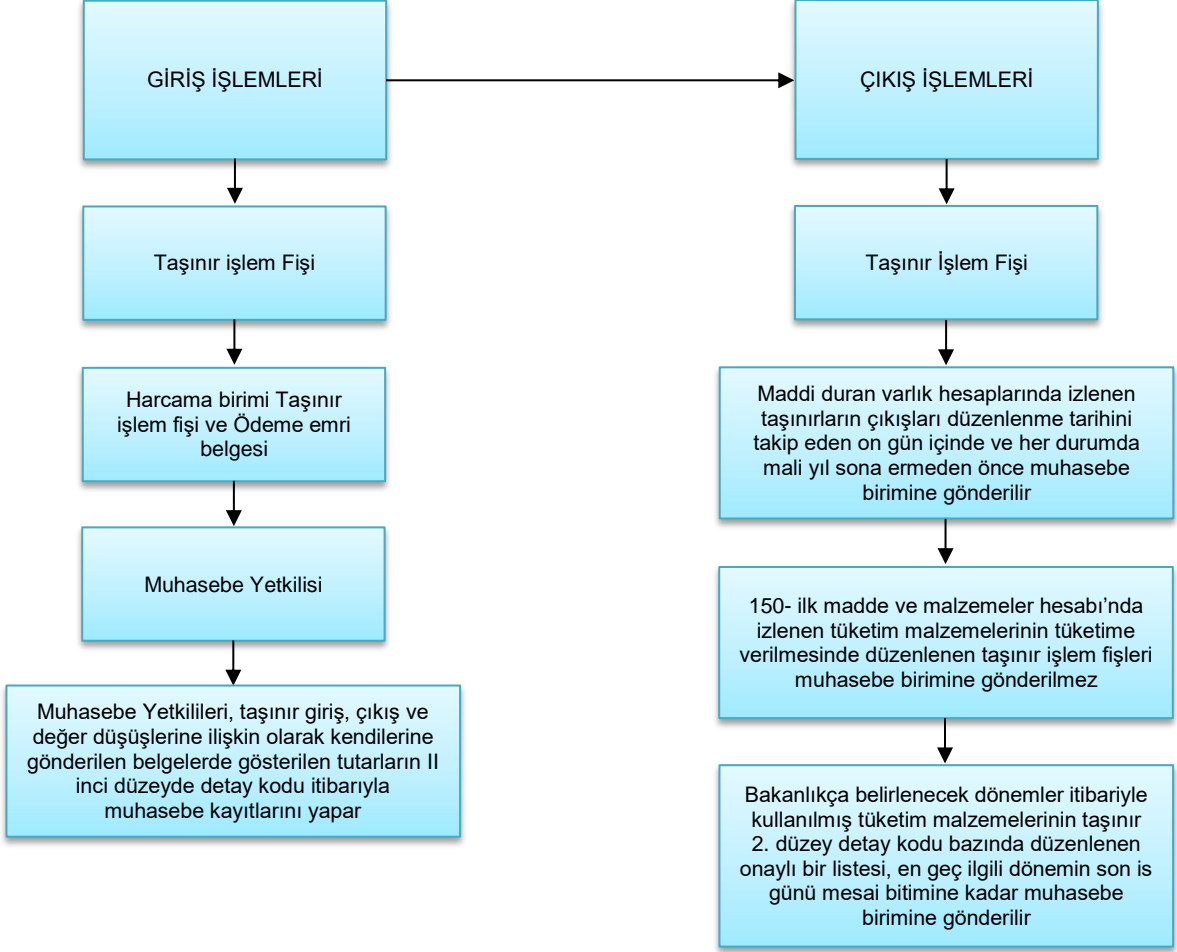 GİRİŞ İŞLEMLERİ
ÇIKIŞ İŞLEMLERİ
Taşınır işlem Fişi
Taşınır İşlem Fişi
Harcama birimi Taşınır
işlem fişi ve Ödeme emri
belgesi
Maddi duran varlık hesaplarında izlenen
taşınırların çıkışları düzenlenme tarihini
takip eden on gün içinde ve her durumda
mali yıl sona ermeden önce muhasebe
birimine gönderilir
Muhasebe Yetkilisi
150- ilk madde ve malzemeler hesabı’nda
izlenen tüketim malzemelerinin tüketime
verilmesinde düzenlenen taşınır işlem fişleri
muhasebe birimine gönderilmez
Muhasebe Yetkilileri, taşınır giriş, çıkış ve
değer düşüşlerine ilişkin olarak kendilerine
gönderilen belgelerde gösterilen tutarların II
inci düzeyde detay kodu itibarıyla
muhasebe kayıtlarını yapar
Bakanlıkça belirlenecek dönemler itibariyle
kullanılmış tüketim malzemelerinin taşınır
2. düzey detay kodu bazında düzenlenen
onaylı bir listesi, en geç ilgili dönemin son is
günü mesai bitimine kadar muhasebe
birimine gönderilir